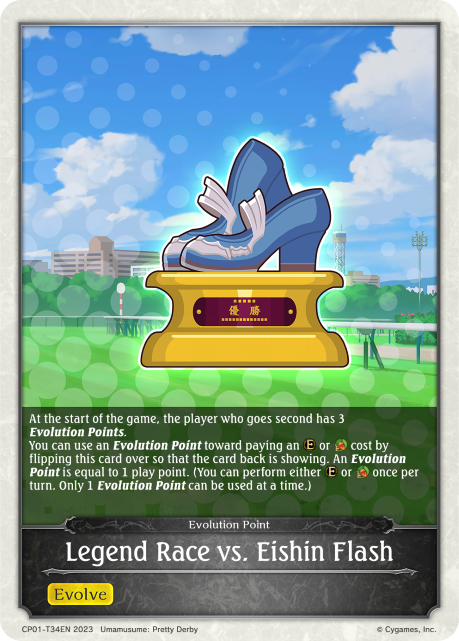 優勝
At the start of the game, the player who goes second has 3
Evolution Points.
You can use an Evolution Point toward paying an E or cost by
flipping this card over so that the card back is showing. An Evolution
Point is equal to 1 play point. (You can perform either E or once per
turn. Only 1 Evolution Point can be used at a time.)
Evolution Point
Legend Race vs. Eishin Flash
Evolve
CP01-T34EN 2023 Umamusume: Pretty Derby
© Cygames, Inc.